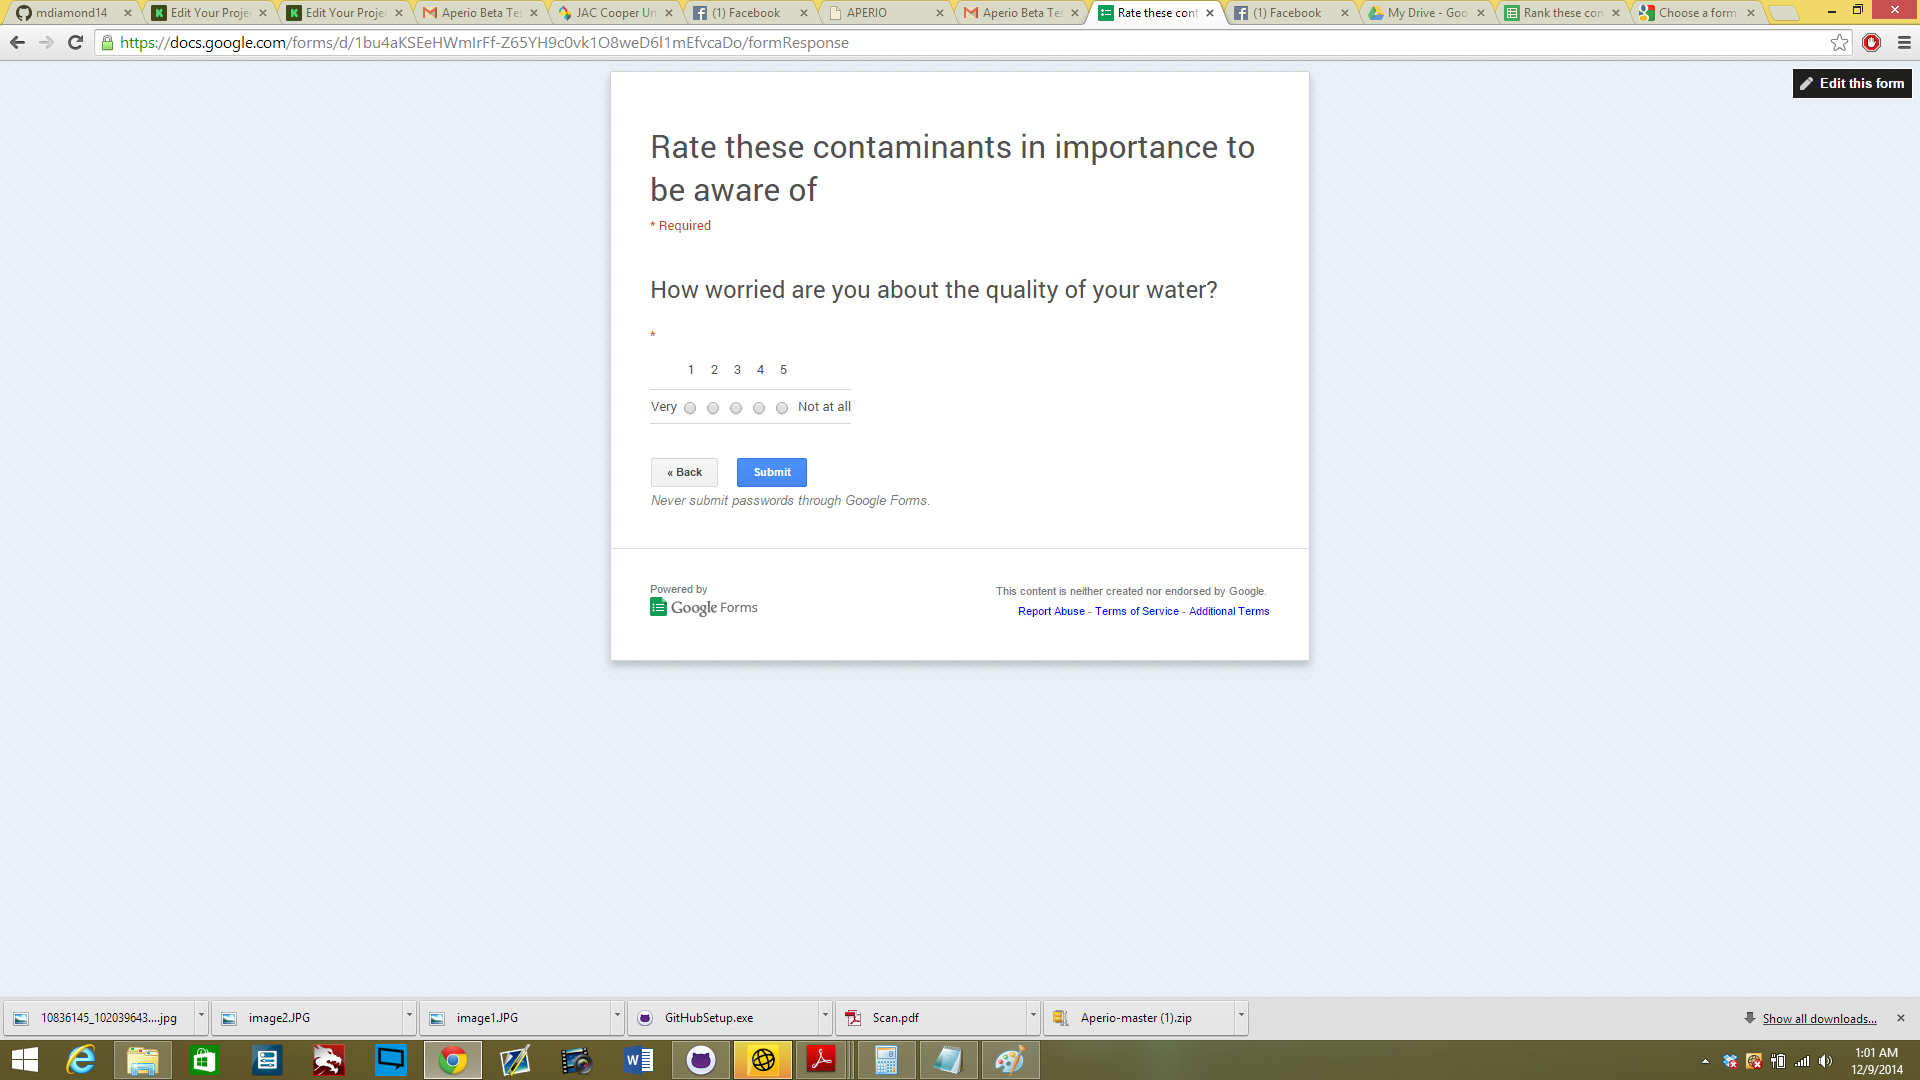 mdiamond14
Edit Your Proje
Edit Your Proje
Aperio Beta Te
JAC Cooper Un
(1) Facebook
APERIO
Aperio Beta Te
Rate these cont
(1) Facebook
My Drive - Goo
Rank these con
Choose a form
https://docs.google.com/forms/d/1bu4aKSEeHWmIrFf-Z65YH9c0vk1O8weD6l1mEfvcaDo/formResponse
Edit this form
Rate these contaminants in importance to
be aware of
* Required
How worried are you about the quality of your water?
*
1 2 3 4 5
Very Not at all
« Back Submit
Never submit passwords through Google Forms.
Powered by
Google Forms
This content is neither created nor endorsed by Google.
Report Abuse - Terms of Service - Additional Terms
10836145_102039643....jpg
image2.JPG
image1.JPG
GitHubSetup.exe
Scan.pdf
Aperio-master (1).zip
Show all downloads...
1:01 AM
12/9/2014